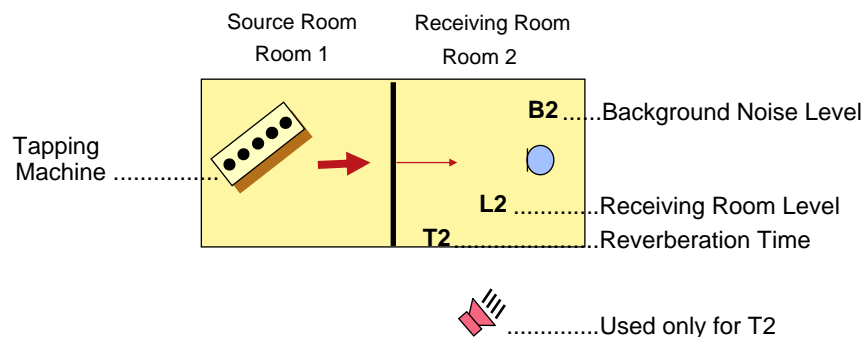 Source Room
Room 1
Receiving Room
Room 2
B2 ......Background Noise Level
Tapping
Machine ................
L2 .............Receiving Room Level
T2......................Reverberation Time
..............Used only for T2